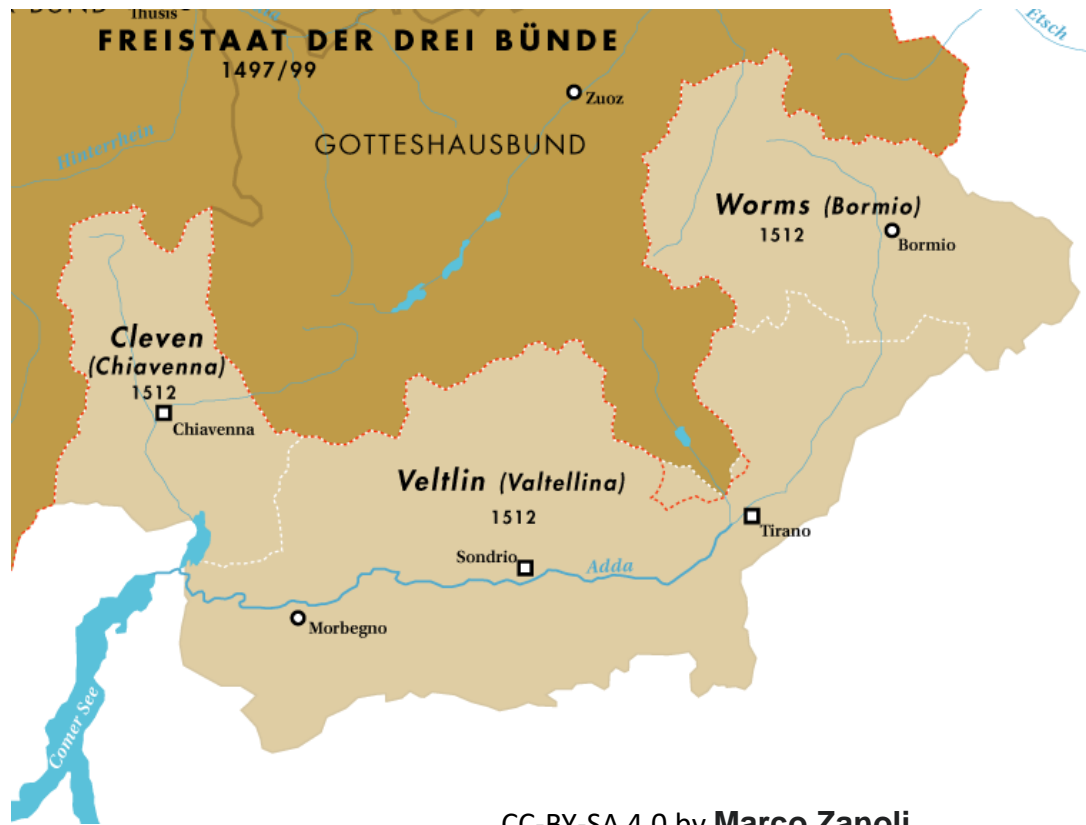 BUND
Thusis
FREISTAAT DER DREI BÜNDE
1497/99
Etsch
Zuoz
Hinterrhein
GOTTESHAUSBUND
Worms (Bormio)
1512
Bormio
Cleven
(Chiavenna)
1512
Chiavenna
Veltlin (Valtellina)
1512
Tirano
Sondrio
Adda
Morbegno
Comer See
CC-BY-SA 4.0 by Marco Zanoli